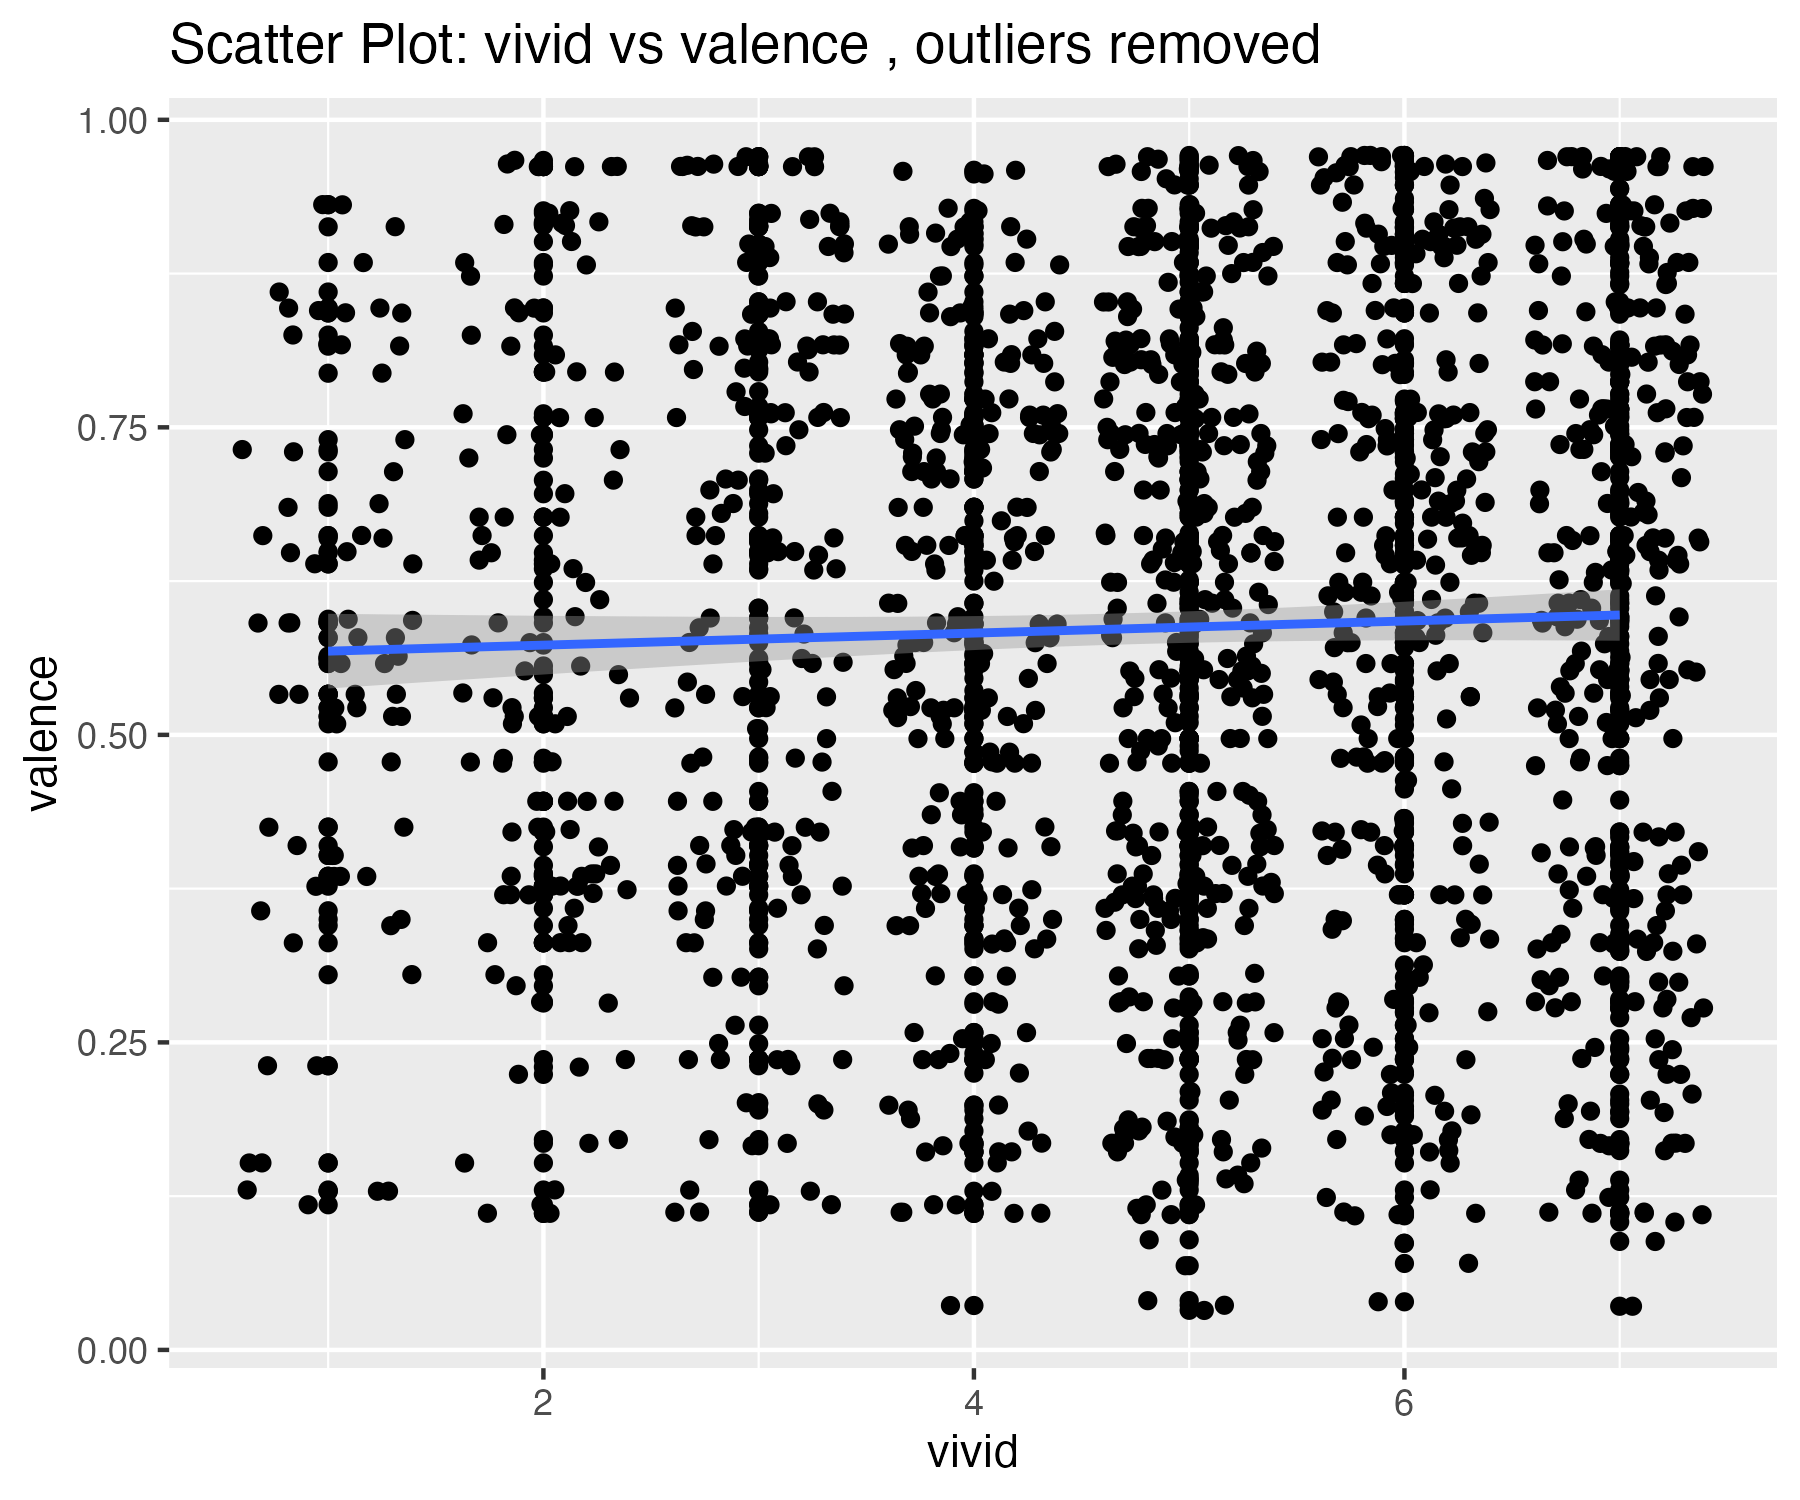 Scatter Plot: vivid vs valence , outliers removed
1.00
0.75
0.50
0.25
0.00
valence
2 4 6
vivid